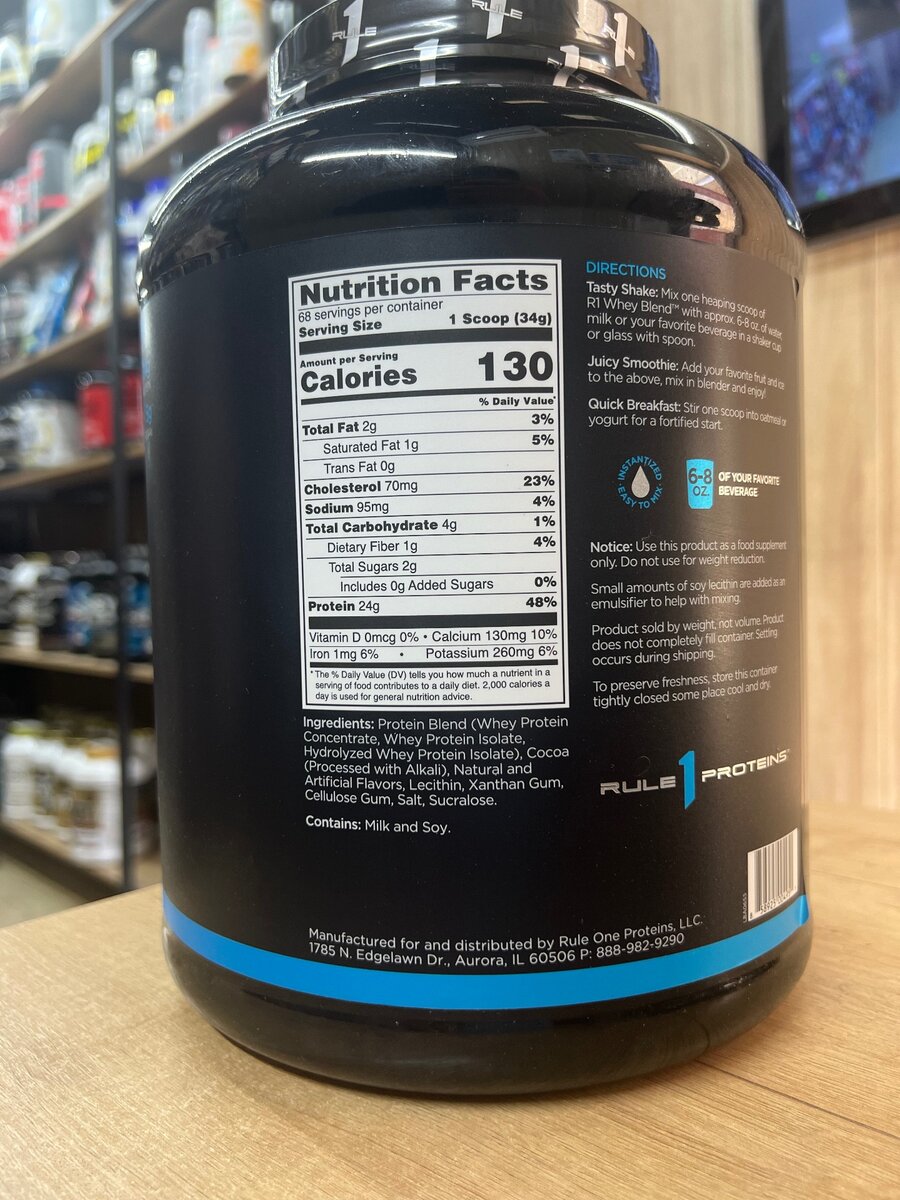 RULE 1
RULE
1
1
RULE
Nutrition Facts
68 servings per container
Serving Size 1 Scoop (34g)
Amount per Serving
Calories 130
% Daily Value*
Total Fat 2g 3%
Saturated Fat 1g 5%
Trans Fat 0g
Cholesterol 70mg 23%
Sodium 95mg 4%
Total Carbohydrate 4g 1%
Dietary Fiber 1g 4%
Total Sugars 2g
Includes 0g Added Sugars 0%
Protein 24g 48%
Vitamin D 0mcg 0% • Calcium 130mg 10%
Iron 1mg 6% • Potassium 260mg 6%
* The % Daily Value (DV) tells you how much a nutrient in a
serving of food contributes to a daily diet. 2,000 calories a
day is used for general nutrition advice.
Ingredients: Protein Blend (Whey Protein
Concentrate, Whey Protein Isolate,
Hydrolyzed Whey Protein Isolate), Cocoa
(Processed with Alkali), Natural and
Artificial Flavors, Lecithin, Xanthan Gum,
Cellulose Gum, Salt, Sucralose.
Contains: Milk and Soy.
DIRECTIONS
Tasty Shake: Mix one heaping scoop of
R1 Whey Blend™ with approx. 6-8 oz. of water,
milk or your favorite beverage in a shaker cup
or glass with spoon.
Juicy Smoothie: Add your favorite fruit and ice
to the above, mix in blender and enjoy!
Quick Breakfast: Stir one scoop into oatmeal or
yogurt for a fortified start.
INSTANTIZED
• EASY TO MIX •
6-8
OZ.
OF YOUR FAVORITE
BEVERAGE
Notice: Use this product as a food supplement
only. Do not use for weight reduction.
Small amounts of soy lecithin are added as an
emulsifier to help with mixing.
Product sold by weight, not volume. Product
does not completely fill container. Setting
occurs during shipping.
To preserve freshness, store this container
tightly closed some place cool and dry.
RULE 1 PROTEINS™
Manufactured for and distributed by Rule One Proteins, LLC.
1785 N. Edgelawn Dr., Aurora, IL 60506 P: 888-982-9290